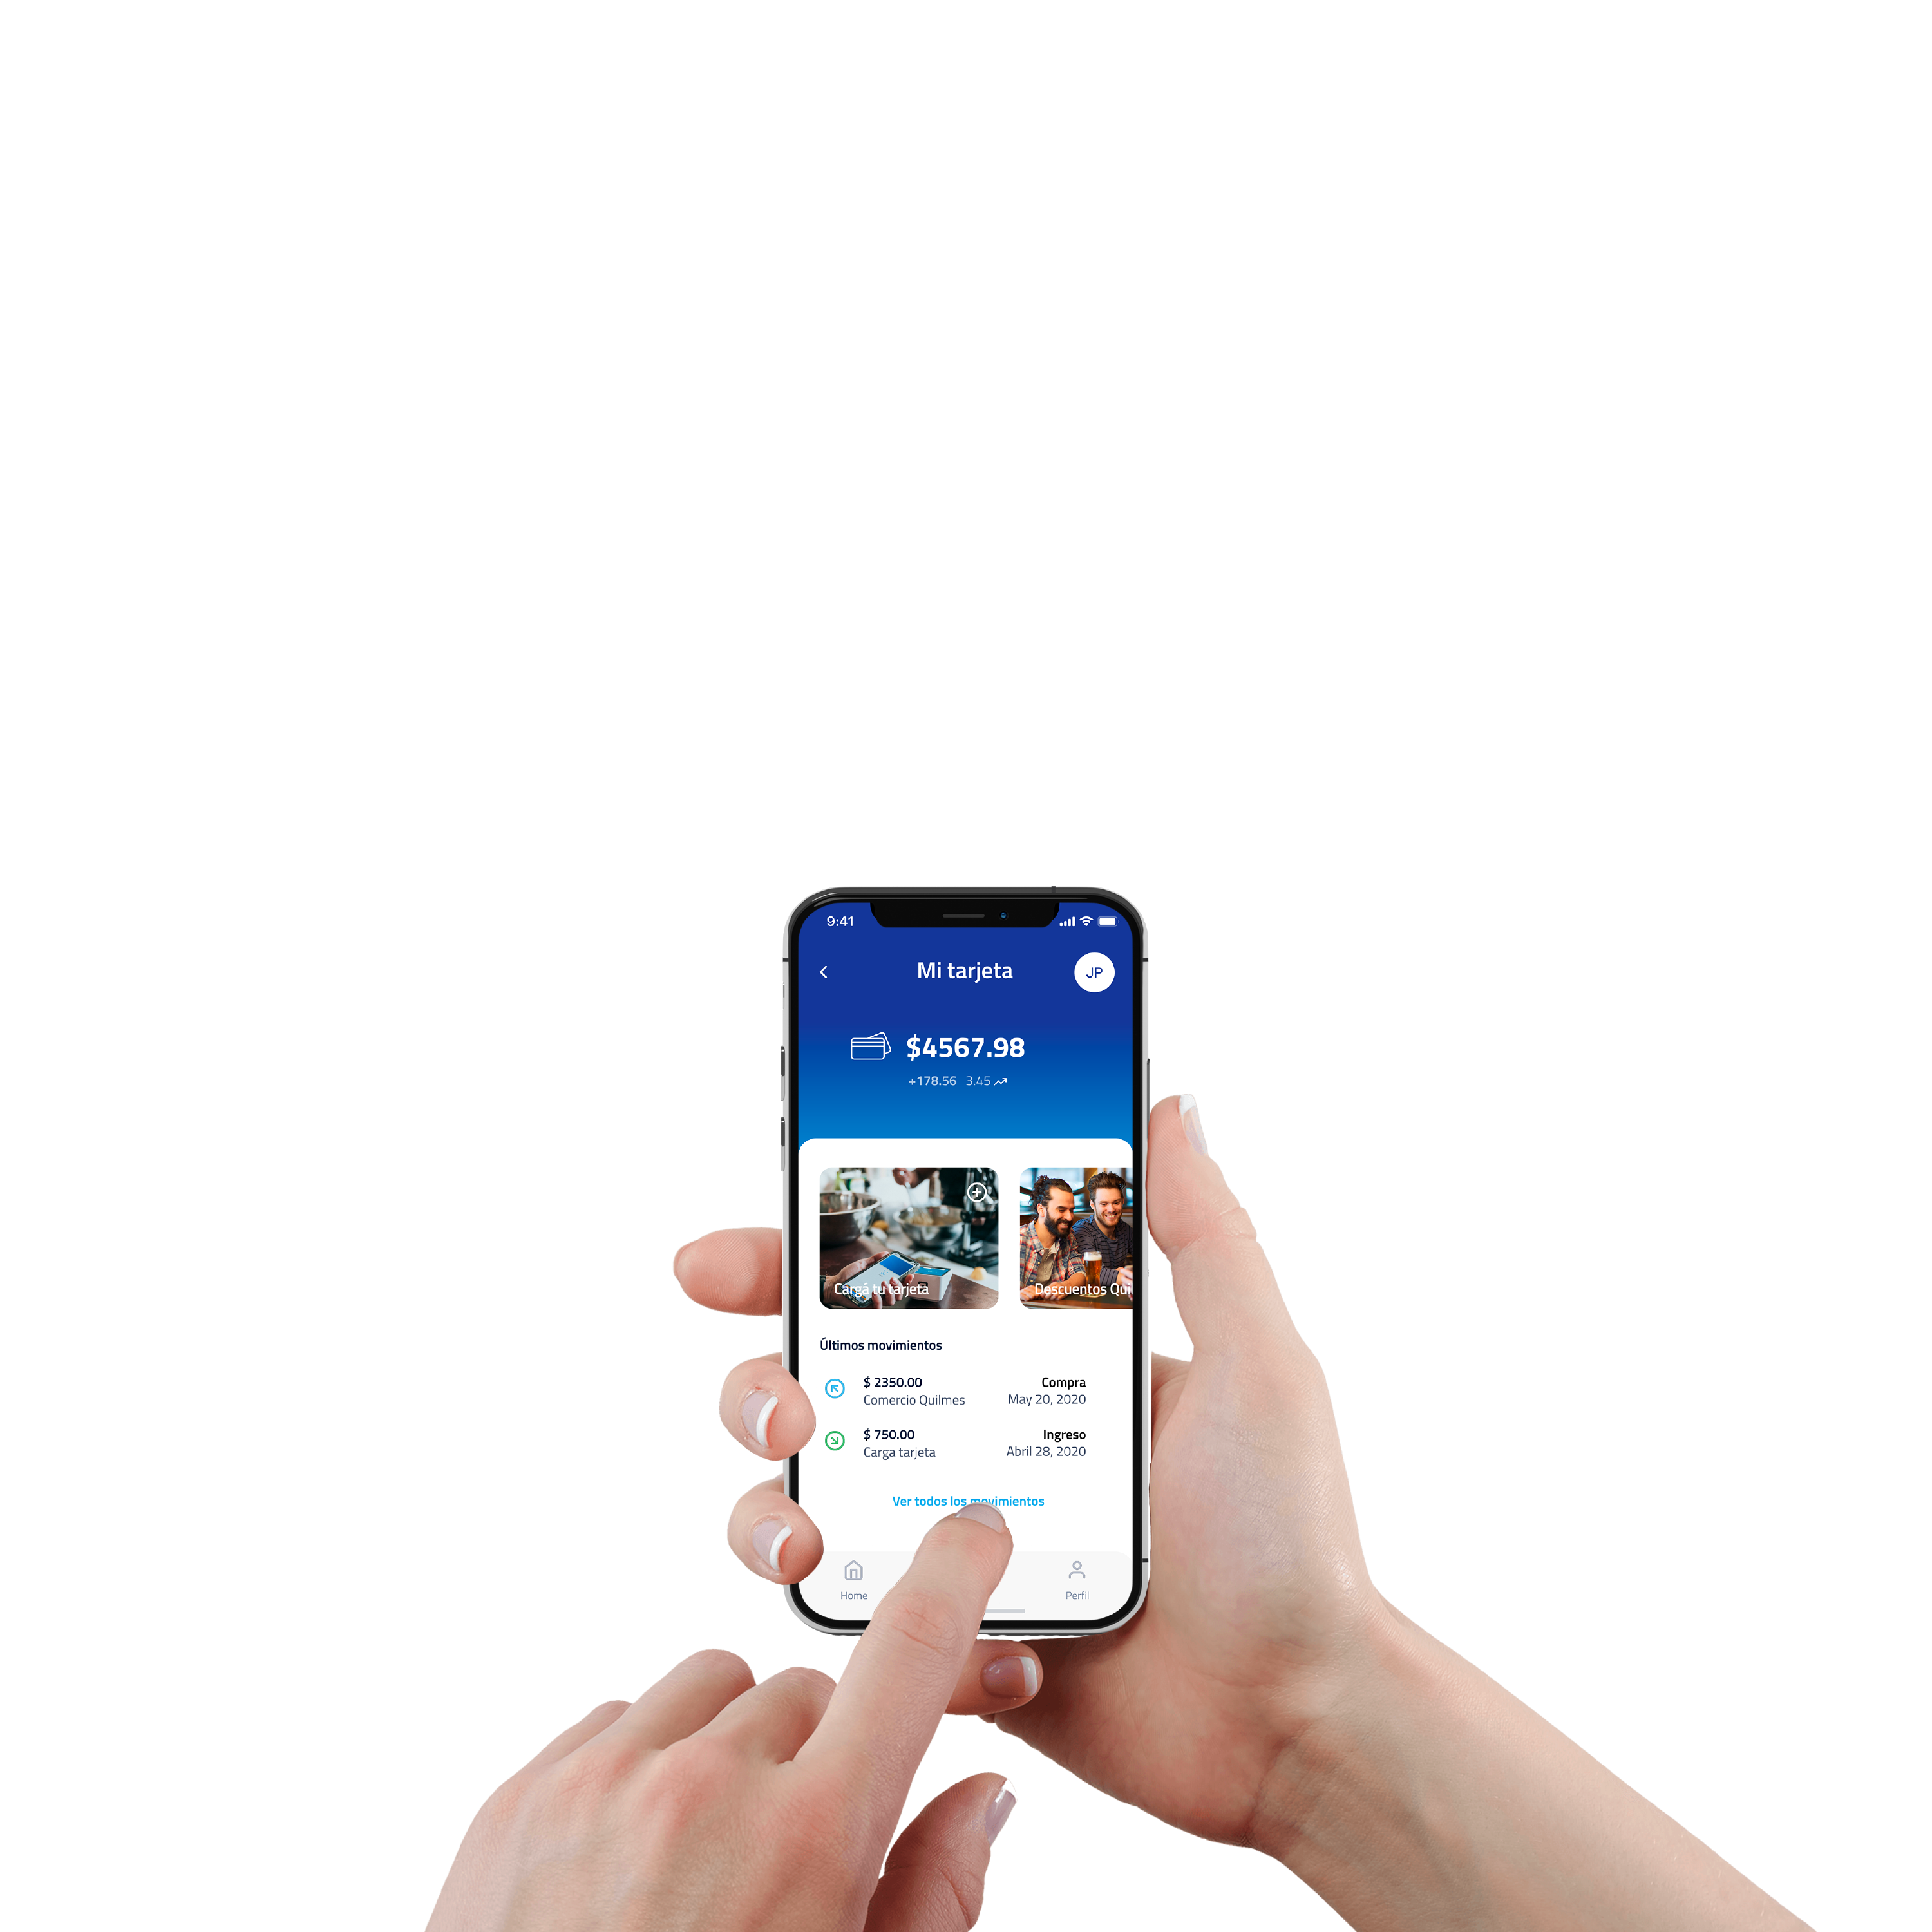 9:41
Mi tarjeta
JP
$4567.98
+178.56 3.45
Cargá tu tarjeta
Descuentos Qui
Últimos movimientos
$ 2350.00
Compra
Comercio Quilmes
May 20, 2020
$ 750.00
Ingreso
Carga tarjeta
Abril 28, 2020
Ver todos los movimientos
Home
Perfil